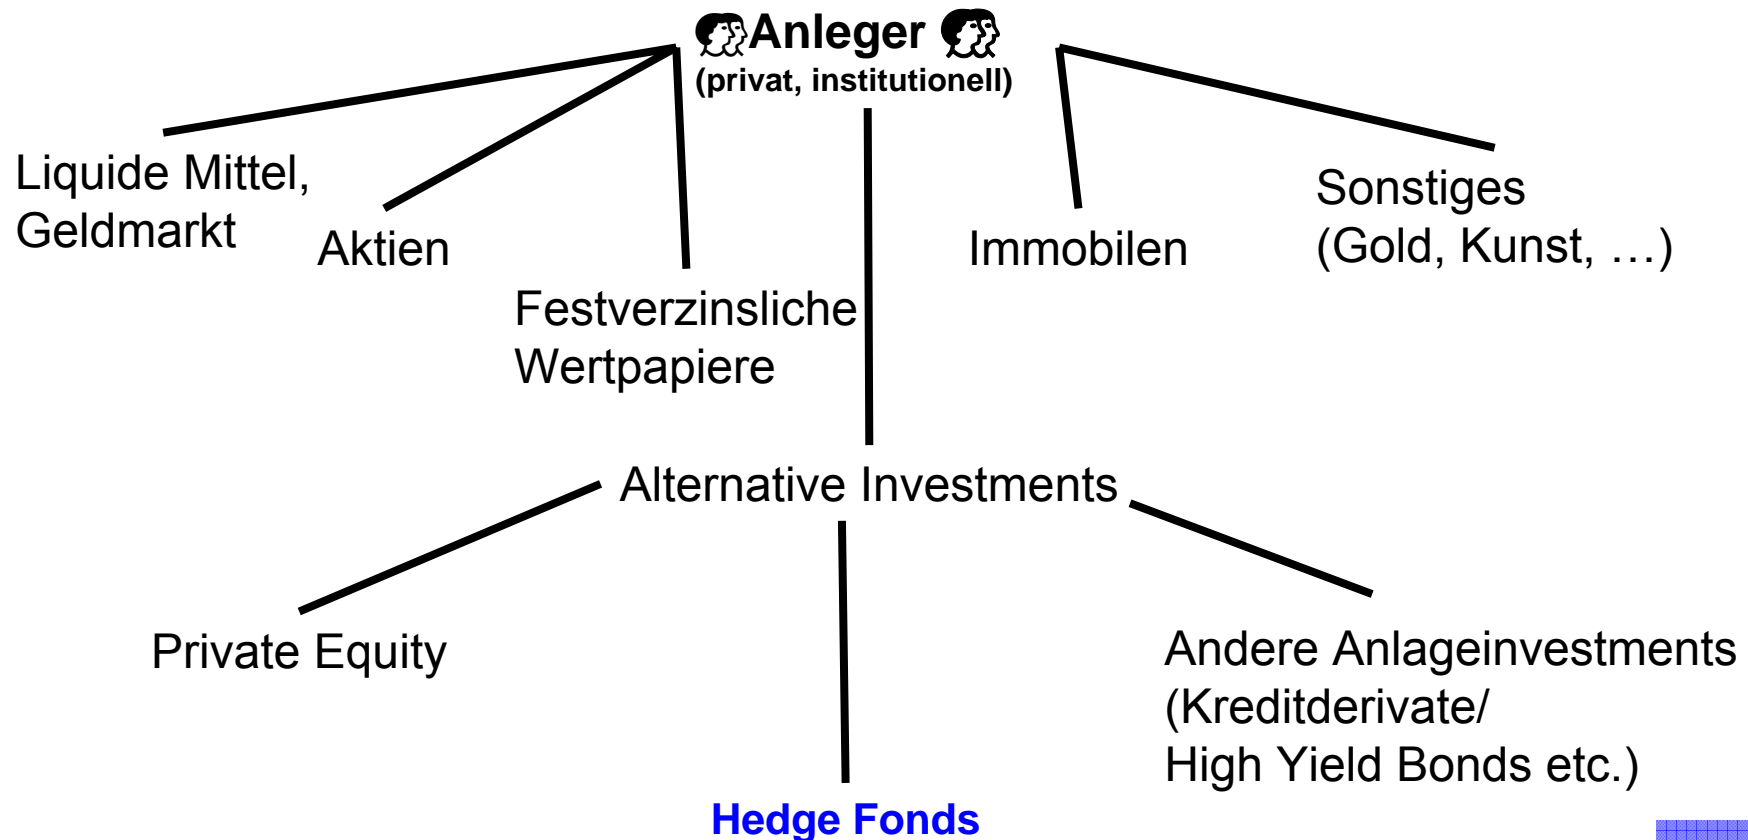 Anleger
(privat, institutionell)
Liquide Mittel,
Geldmarkt
Aktien
Festverzinsliche
Wertpapiere
Immobilen
Sonstiges
(Gold, Kunst, …)
Alternative Investments
Private Equity
Hedge Fonds
Andere Anlageinvestments
(Kreditderivate/
High Yield Bonds etc.)